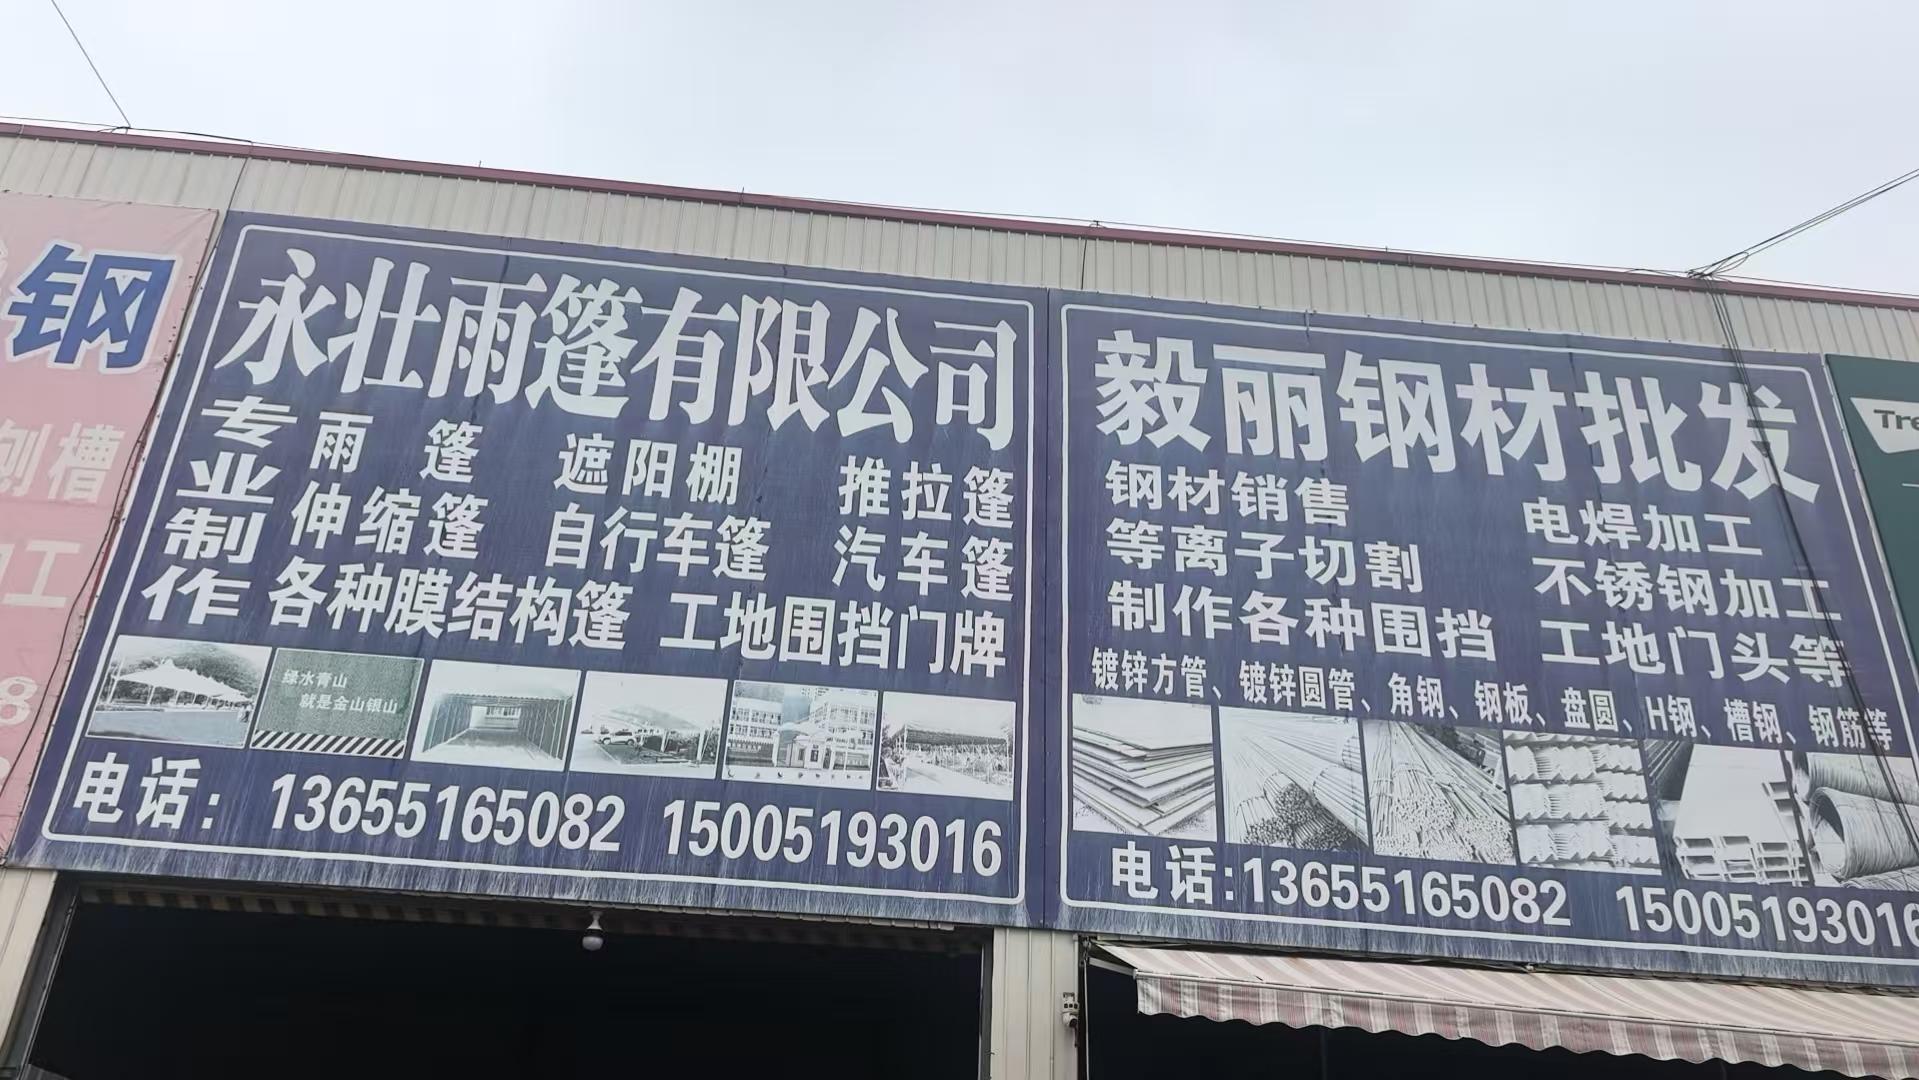 钢
刨槽
工
8
永壮雨篷有限公司
专业制作
雨篷 遮阳棚 推拉篷
伸缩篷 自行车篷 汽车篷
各种膜结构篷 工地围挡门牌
绿水青山
就是金山银山
电话：13655165082 15005193016
毅丽钢材批发
钢材销售 电焊加工
等离子切割 不锈钢加工
制作各种围挡 工地门头等
镀锌方管、镀锌圆管、角钢、钢板、盘圆、H钢、槽钢、钢筋等
电话:13655165082 15005193016
Tre